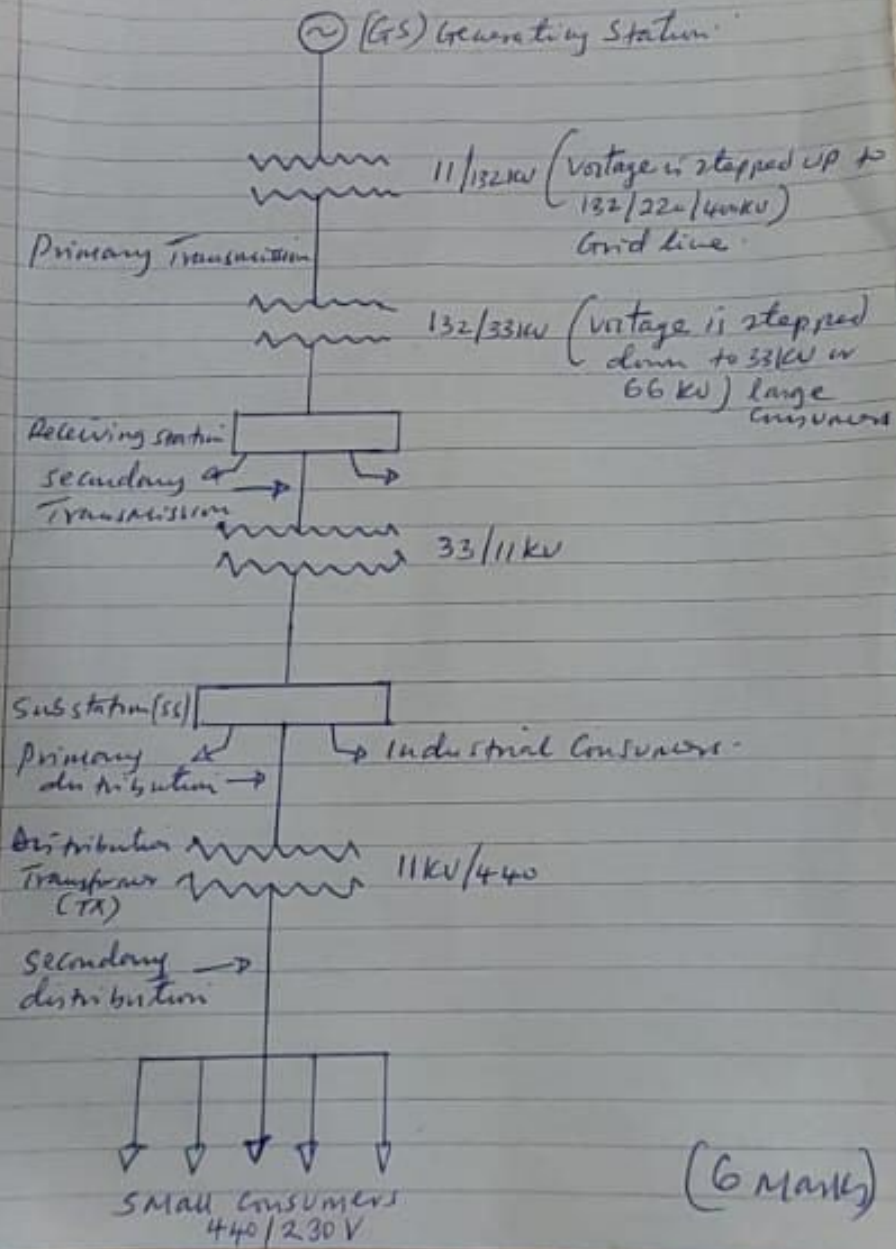 (GS) Generating Station.
11/132KV (Voltage is stepped up to
132/220/400KV)
Grid line.
Primary Transmission
132/33KV (Voltage is stepped
down to 33KV or
66 KV) large
consumers
Receiving station
Secondary
Transmission
33/11KV
Substation (SS)
Primary
distribution
Industrial Consumers.
Distribution
Transformer
(TX)
11KV/440
Secondary
distribution
Small Consumers
440/230V
(6 Marks)